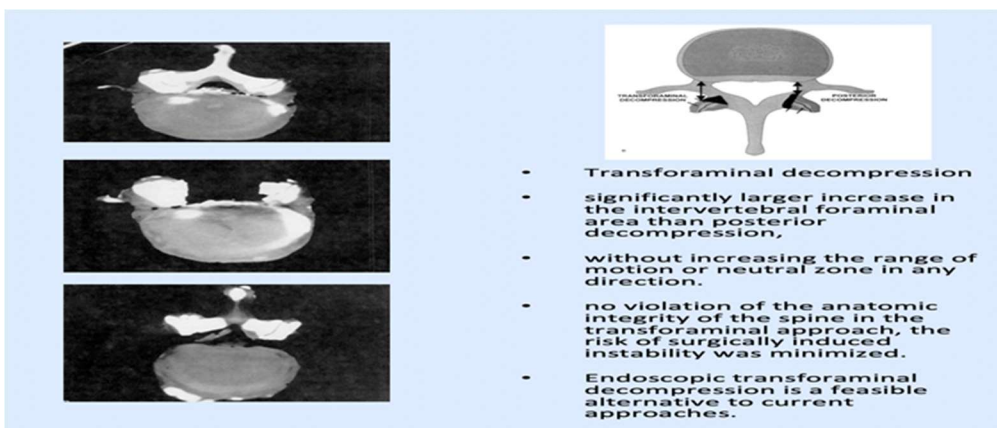 TRANSFORAMINAL
DECOMPRESSION
POSTERIOR
DECOMPRESSION
• Transforaminal decompression
• significantly larger increase in
the intervertebral foraminal
area than posterior
decompression,
• without increasing the range of
motion or neutral zone in any
direction.
• no violation of the anatomic
integrity of the spine in the
transforaminal approach, the
risk of surgically induced
instability was minimized.
• Endoscopic transforaminal
decompression is a feasible
alternative to current
approaches.